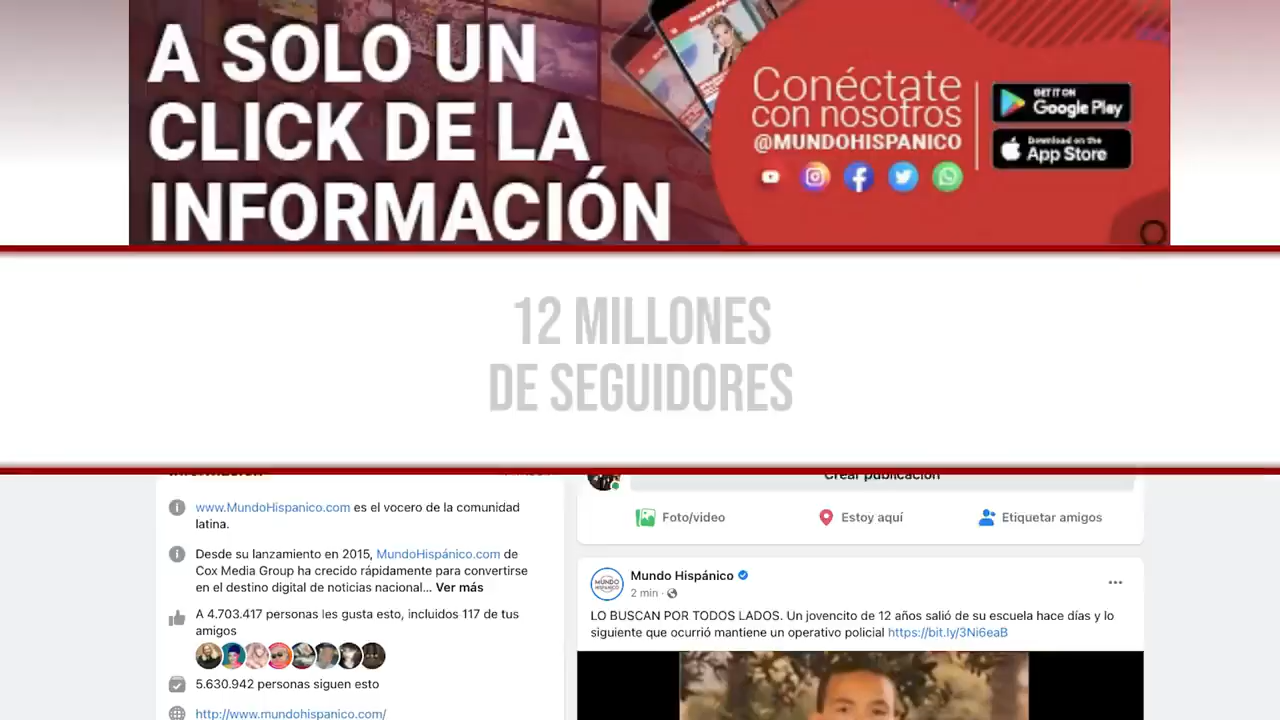 A SOLO UN
CLICK DE LA
INFORMACIÓN
Conéctate
con nosotros
@MUNDOHISPANICO
GET IT ON
Google Play
Download on the
App Store
12 MILLONES
DE SEGUIDORES
Crear publicación
Foto/video
Estoy aquí
Etiquetar amigos
www.MundoHispanico.com es el vocero de la comunidad
latina.
Desde su lanzamiento en 2015, MundoHispánico.com de
Cox Media Group ha crecido rápidamente para convertirse
en el destino digital de noticias nacional... Ver más
A 4.703.417 personas les gusta esto, incluidos 117 de tus
amigos
5.630.942 personas siguen esto
http://www.mundohispanico.com/
MUNDO
HISPÁNICO
Mundo Hispánico
2 min ·
LO BUSCAN POR TODOS LADOS. Un jovencito de 12 años salió de su escuela hace días y lo
siguiente que ocurrió mantiene un operativo policial https://bit.ly/3Ni6eaB